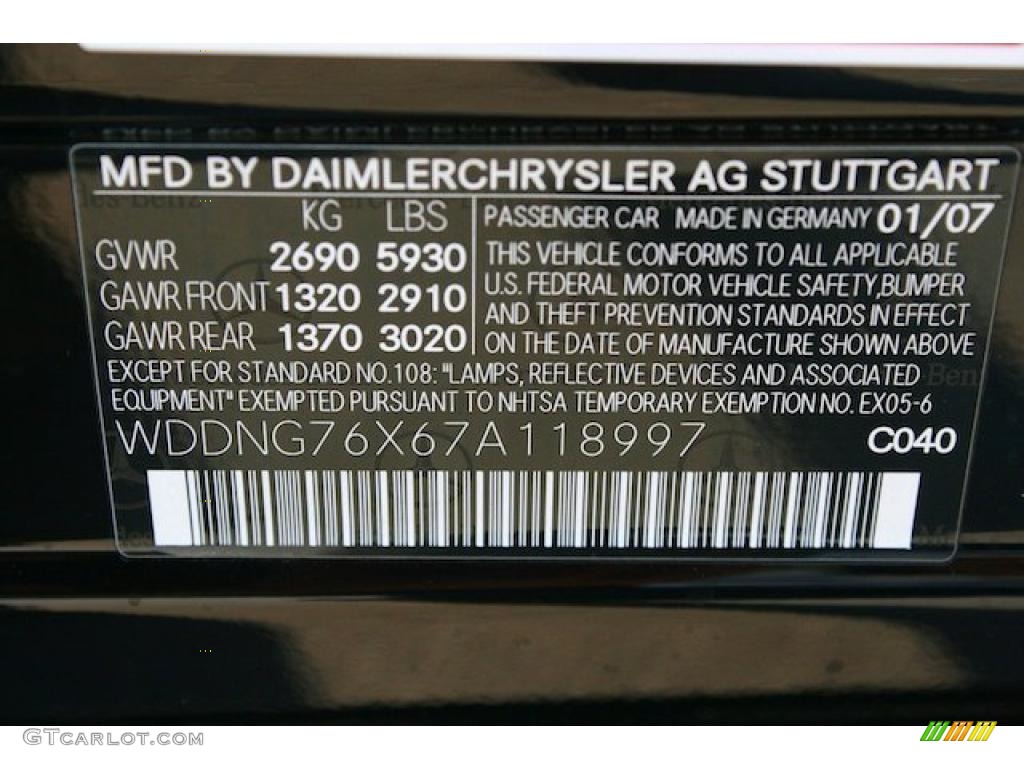 MFD BY DAIMLERCHRYSLER AG STUTTGART
KG LBS
GVWR 2690 5930
GAWR FRONT 1320 2910
GAWR REAR 1370 3020
PASSENGER CAR MADE IN GERMANY 01/07
THIS VEHICLE CONFORMS TO ALL APPLICABLE
U.S. FEDERAL MOTOR VEHICLE SAFETY,BUMPER
AND THEFT PREVENTION STANDARDS IN EFFECT
ON THE DATE OF MANUFACTURE SHOWN ABOVE
EXCEPT FOR STANDARD NO.108: "LAMPS, REFLECTIVE DEVICES AND ASSOCIATED
EQUIPMENT" EXEMPTED PURSUANT TO NHTSA TEMPORARY EXEMPTION NO. EX05-6
WDDNG76X67A118997 C040
GTCARLOT.COM